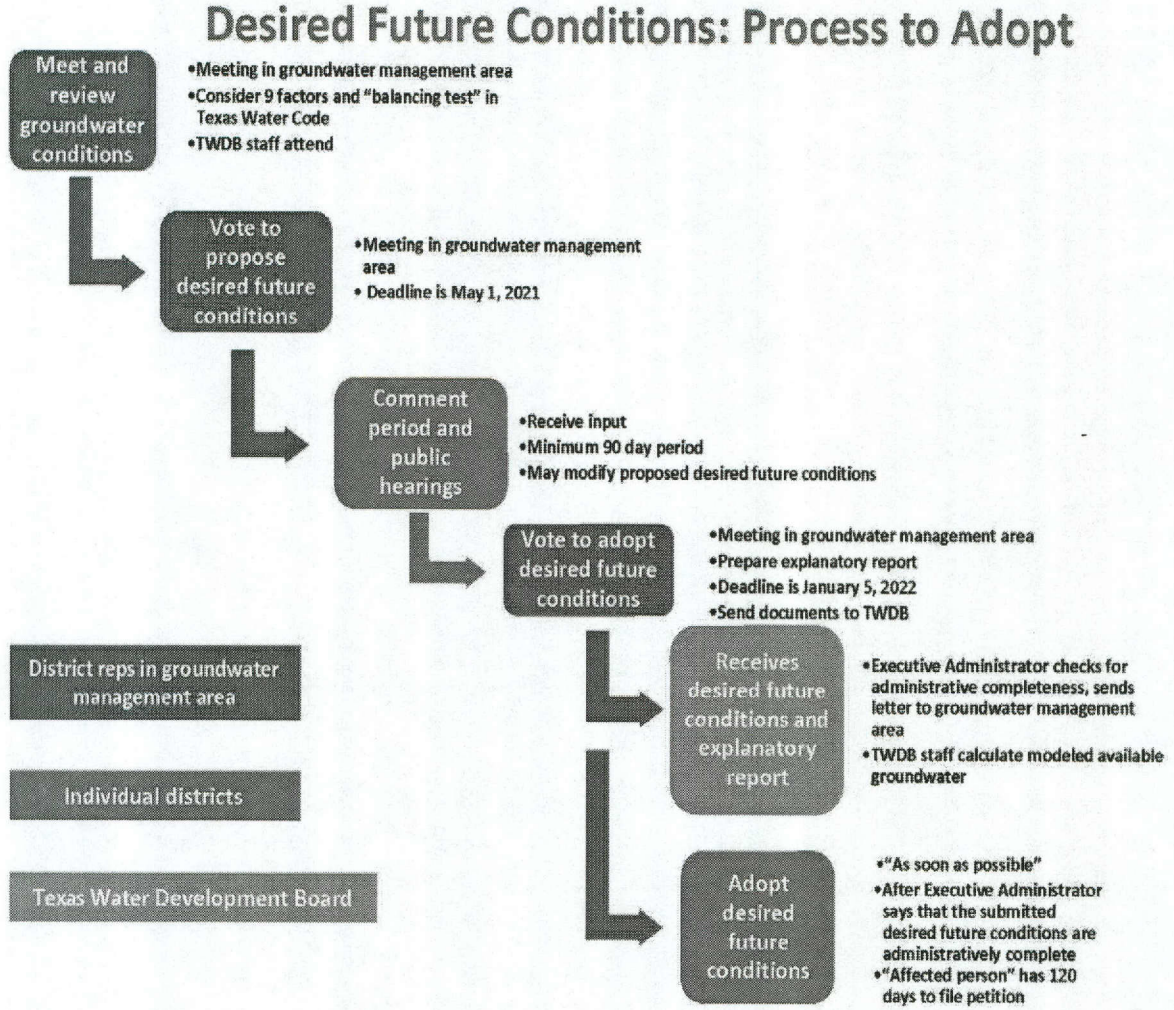 Desired Future Conditions: Process to Adopt
Meet and
review
groundwater
conditions
•Meeting in groundwater management area
•Consider 9 factors and "balancing test" in
Texas Water Code
•TWDB staff attend
Vote to
propose
desired future
conditions
•Meeting in groundwater management
area
• Deadline is May 1, 2021
Comment
period and
public
hearings
•Receive input
•Minimum 90 day period
•May modify proposed desired future conditions
Vote to adopt
desired future
conditions
•Meeting in groundwater management area
•Prepare explanatory report
•Deadline is January 5, 2022
•Send documents to TWDB
Receives
desired future
conditions and
explanatory
report
•Executive Administrator checks for
administrative completeness, sends
letter to groundwater management
area
•TWDB staff calculate modeled available
groundwater
Adopt
desired
future
conditions
•"As soon as possible"
•After Executive Administrator
says that the submitted
desired future conditions are
administratively complete
•"Affected person" has 120
days to file petition
District reps in groundwater
management area
Individual districts
Texas Water Development Board